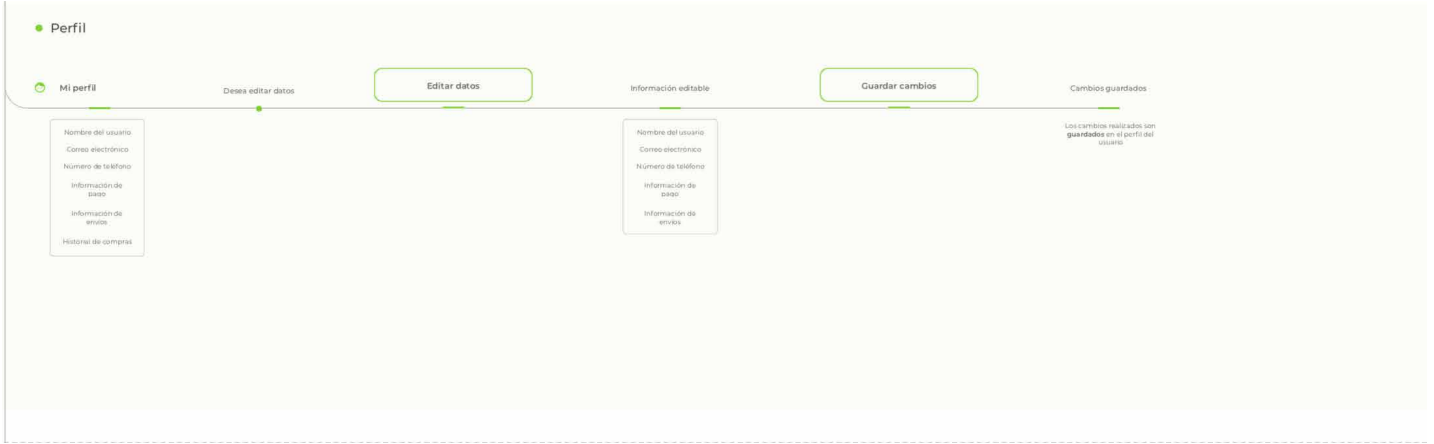 Perfil
Mi perfil
Desea editar datos
Editar datos
Información editable
Guardar cambios
Cambios guardados
Nombre del usuario
Correo electrónico
Número de teléfono
Información de
pago
Información de
envíos
Historial de compras
Nombre del usuario
Correo electrónico
Número de teléfono
Información de
pago
Información de
envíos
Los cambios realizados son
guardados en el perfil del
usuario